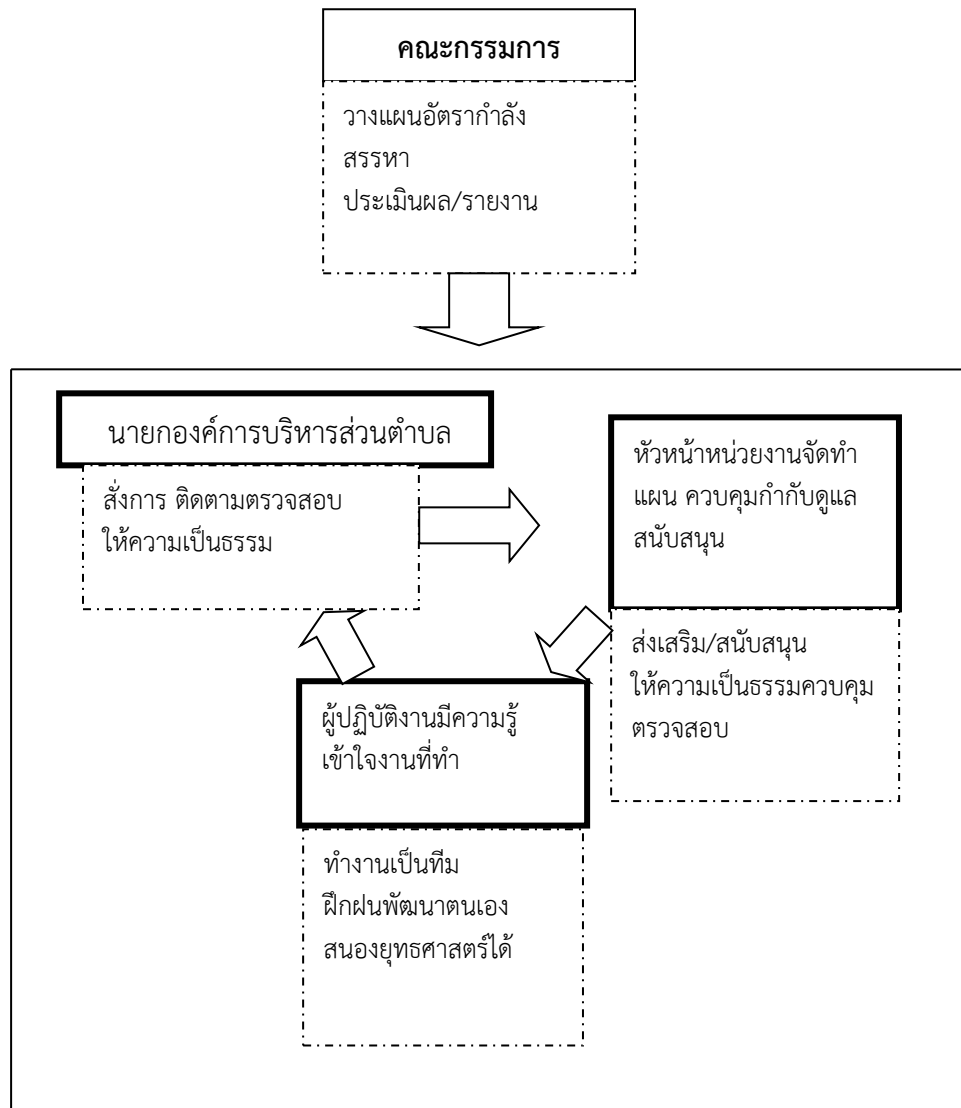 คณะกรรมการ
วางแผนอัตรากำลัง
สรรหา
ประเมินผล/รายงาน
นายกองค์การบริหารส่วนตำบล
สั่งการ ติดตามตรวจสอบ
ให้ความเป็นธรรม
หัวหน้าหน่วยงานจัดทำ
แผน ควบคุมกำกับดูแล
สนับสนุน
ส่งเสริม/สนับสนุน
ให้ความเป็นธรรมควบคุม
ตรวจสอบ
ผู้ปฏิบัติงานมีความรู้
เข้าใจงานที่ทำ
ทำงานเป็นทีม
ฝึกฝนพัฒนาตนเอง
สนองยุทธศาสตร์ได้